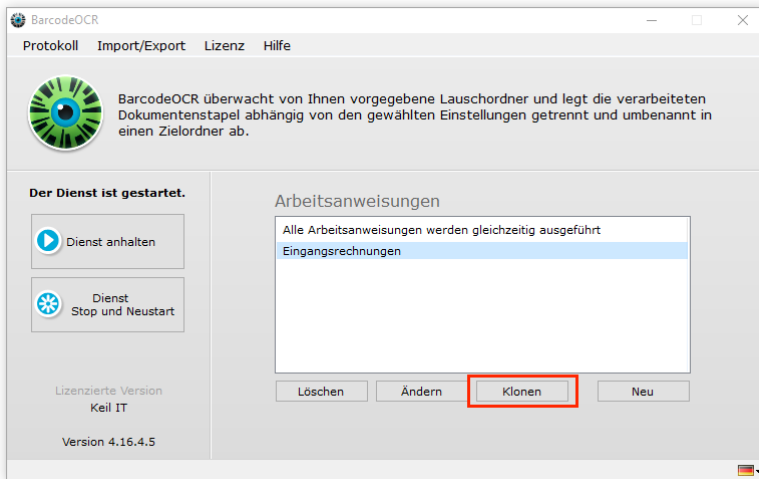 BarcodeOCR
Protokoll Import/Export Lizenz Hilfe
BarcodeOCR überwacht von Ihnen vorgegebene Lauschordner und legt die verarbeiteten
Dokumentenstapel abhängig von den gewählten Einstellungen getrennt und umbenannt in
einen Zielordner ab.
Der Dienst ist gestartet.
Dienst anhalten
Dienst
Stop und Neustart
Lizenzierte Version
Keil IT
Version 4.16.4.5
Arbeitsanweisungen
Alle Arbeitsanweisungen werden gleichzeitig ausgeführt
Eingangsrechnungen
Löschen Ändern Klonen Neu